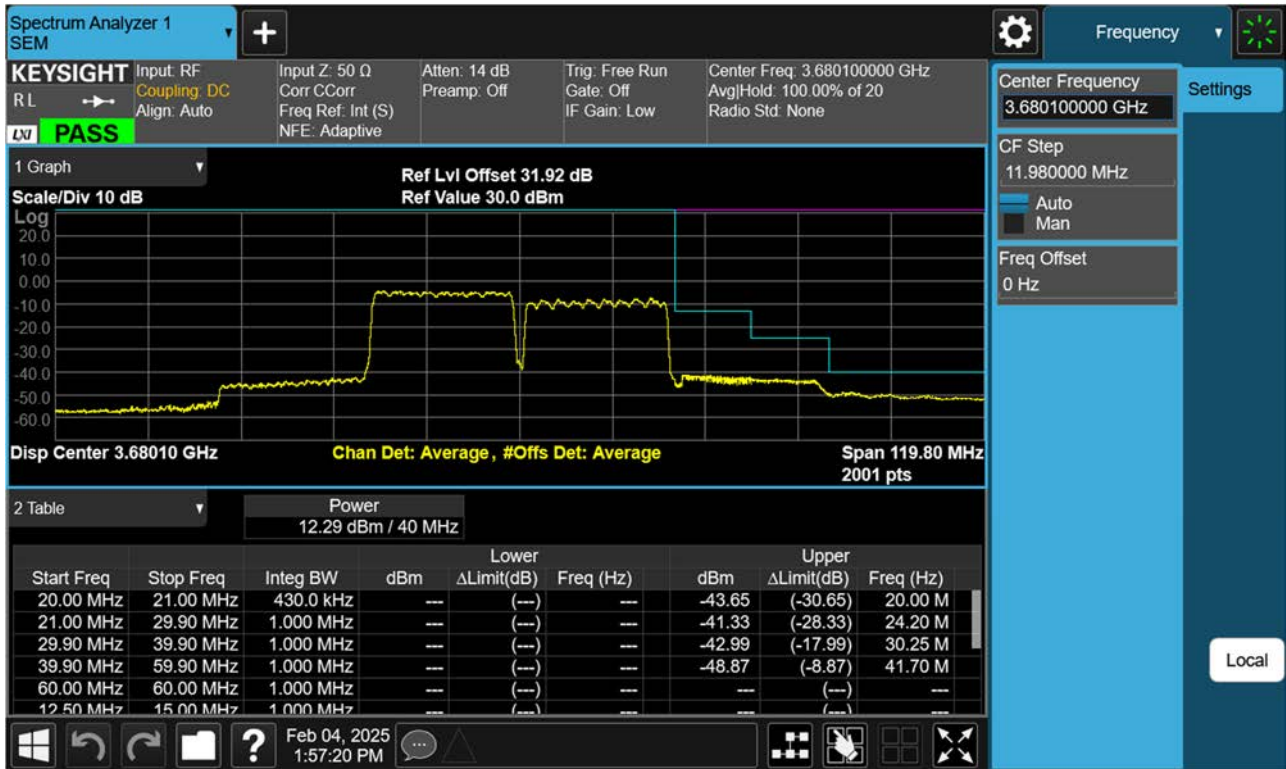 Spectrum Analyzer 1
SEM
+
Frequency
KEYSIGHT
R L
LXI PASS
Input: RF
Coupling: DC
Align: Auto
Input Z: 50 Ω
Corr CCorr
Freq Ref: Int (S)
NFE: Adaptive
Atten: 14 dB
Preamp: Off
Trig: Free Run
Gate: Off
IF Gain: Low
Center Freq: 3.680100000 GHz
Avg|Hold: 100.00% of 20
Radio Std: None
Center Frequency
3.680100000 GHz
Settings
CF Step
11.980000 MHz
Auto
Man
Freq Offset
0 Hz
Local
1 Graph
Scale/Div 10 dB
Ref Lvl Offset 31.92 dB
Ref Value 30.0 dBm
Log
20.0
10.0
0.00
-10.0
-20.0
-30.0
-40.0
-50.0
-60.0
Disp Center 3.68010 GHz
Chan Det: Average, #Offs Det: Average
Span 119.80 MHz
2001 pts
2 Table
Power
12.29 dBm / 40 MHz
Lower Upper
Start Freq Stop Freq Integ BW dBm ΔLimit(dB) Freq (Hz) dBm ΔLimit(dB) Freq (Hz)
20.00 MHz 21.00 MHz 430.0 kHz --- (---) --- -43.65 (-30.65) 20.00 M
21.00 MHz 29.90 MHz 1.000 MHz --- (---) --- -41.33 (-28.33) 24.20 M
29.90 MHz 39.90 MHz 1.000 MHz --- (---) --- -42.99 (-17.99) 30.25 M
39.90 MHz 59.90 MHz 1.000 MHz --- (---) --- -48.87 (-8.87) 41.70 M
60.00 MHz 60.00 MHz 1.000 MHz --- (---) --- --- (---) ---
12.50 MHz 15.00 MHz 1.000 MHz --- (---) --- --- (---) ---
?
Feb 04, 2025
1:57:20 PM